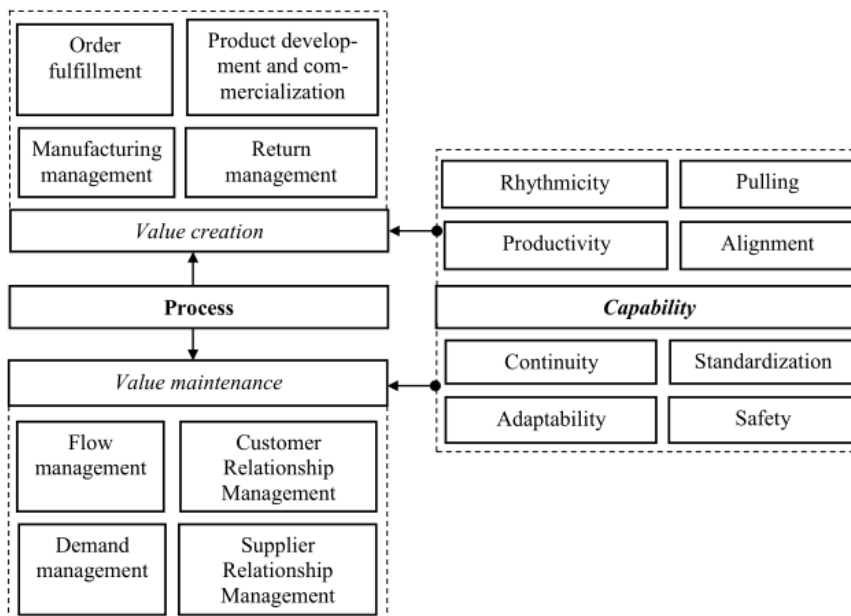 Order
fulfillment
Product develop-
ment and com-
mercialization
Manufacturing
management
Return
management
Value creation
Process
Value maintenance
Flow
management
Customer
Relationship
Management
Demand
management
Supplier
Relationship
Management
Rhythmicity
Pulling
Productivity
Alignment
Capability
Continuity
Standardization
Adaptability
Safety